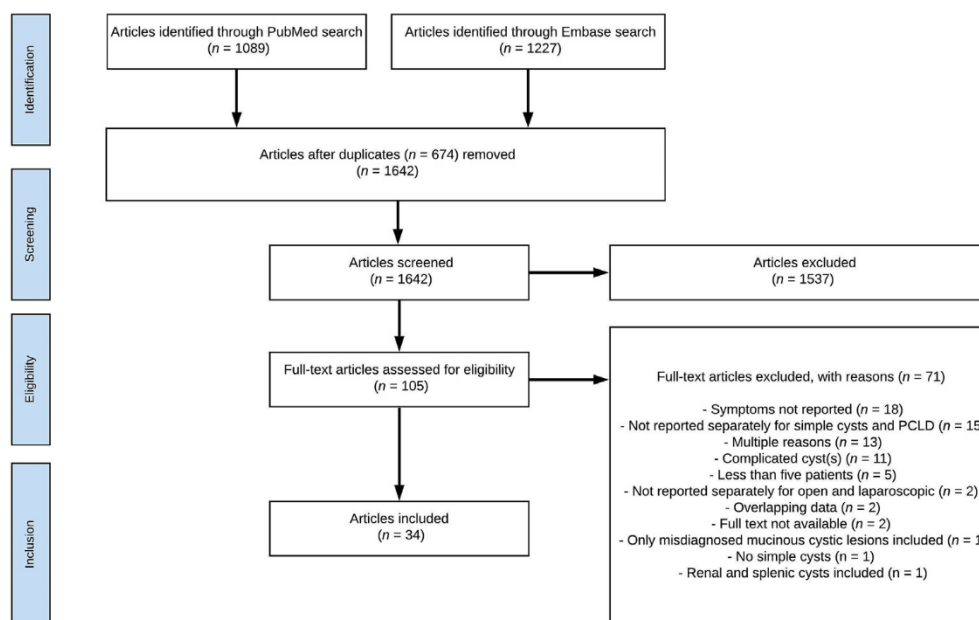 Identification
Articles identified through PubMed search
(n = 1089)
Articles identified through Embase search
(n = 1227)
Articles after duplicates (n = 674) removed
(n = 1642)
Screening
Articles screened
(n = 1642)
Articles excluded
(n = 1537)
Eligibility
Full-text articles assessed for eligibility
(n = 105)
Full-text articles excluded, with reasons (n = 71)
- Symptoms not reported (n = 18)
- Not reported separately for simple cysts and PCLD (n = 15
- Multiple reasons (n = 13)
- Complicated cyst(s) (n = 11)
- Less than five patients (n = 5)
- Not reported separately for open and laparoscopic (n = 2)
- Overlapping data (n = 2)
- Full text not available (n = 2)
- Only misdiagnosed mucinous cystic lesions included (n = 1
- No simple cysts (n = 1)
- Renal and splenic cysts included (n = 1)
Inclusion
Articles included
(n = 34)